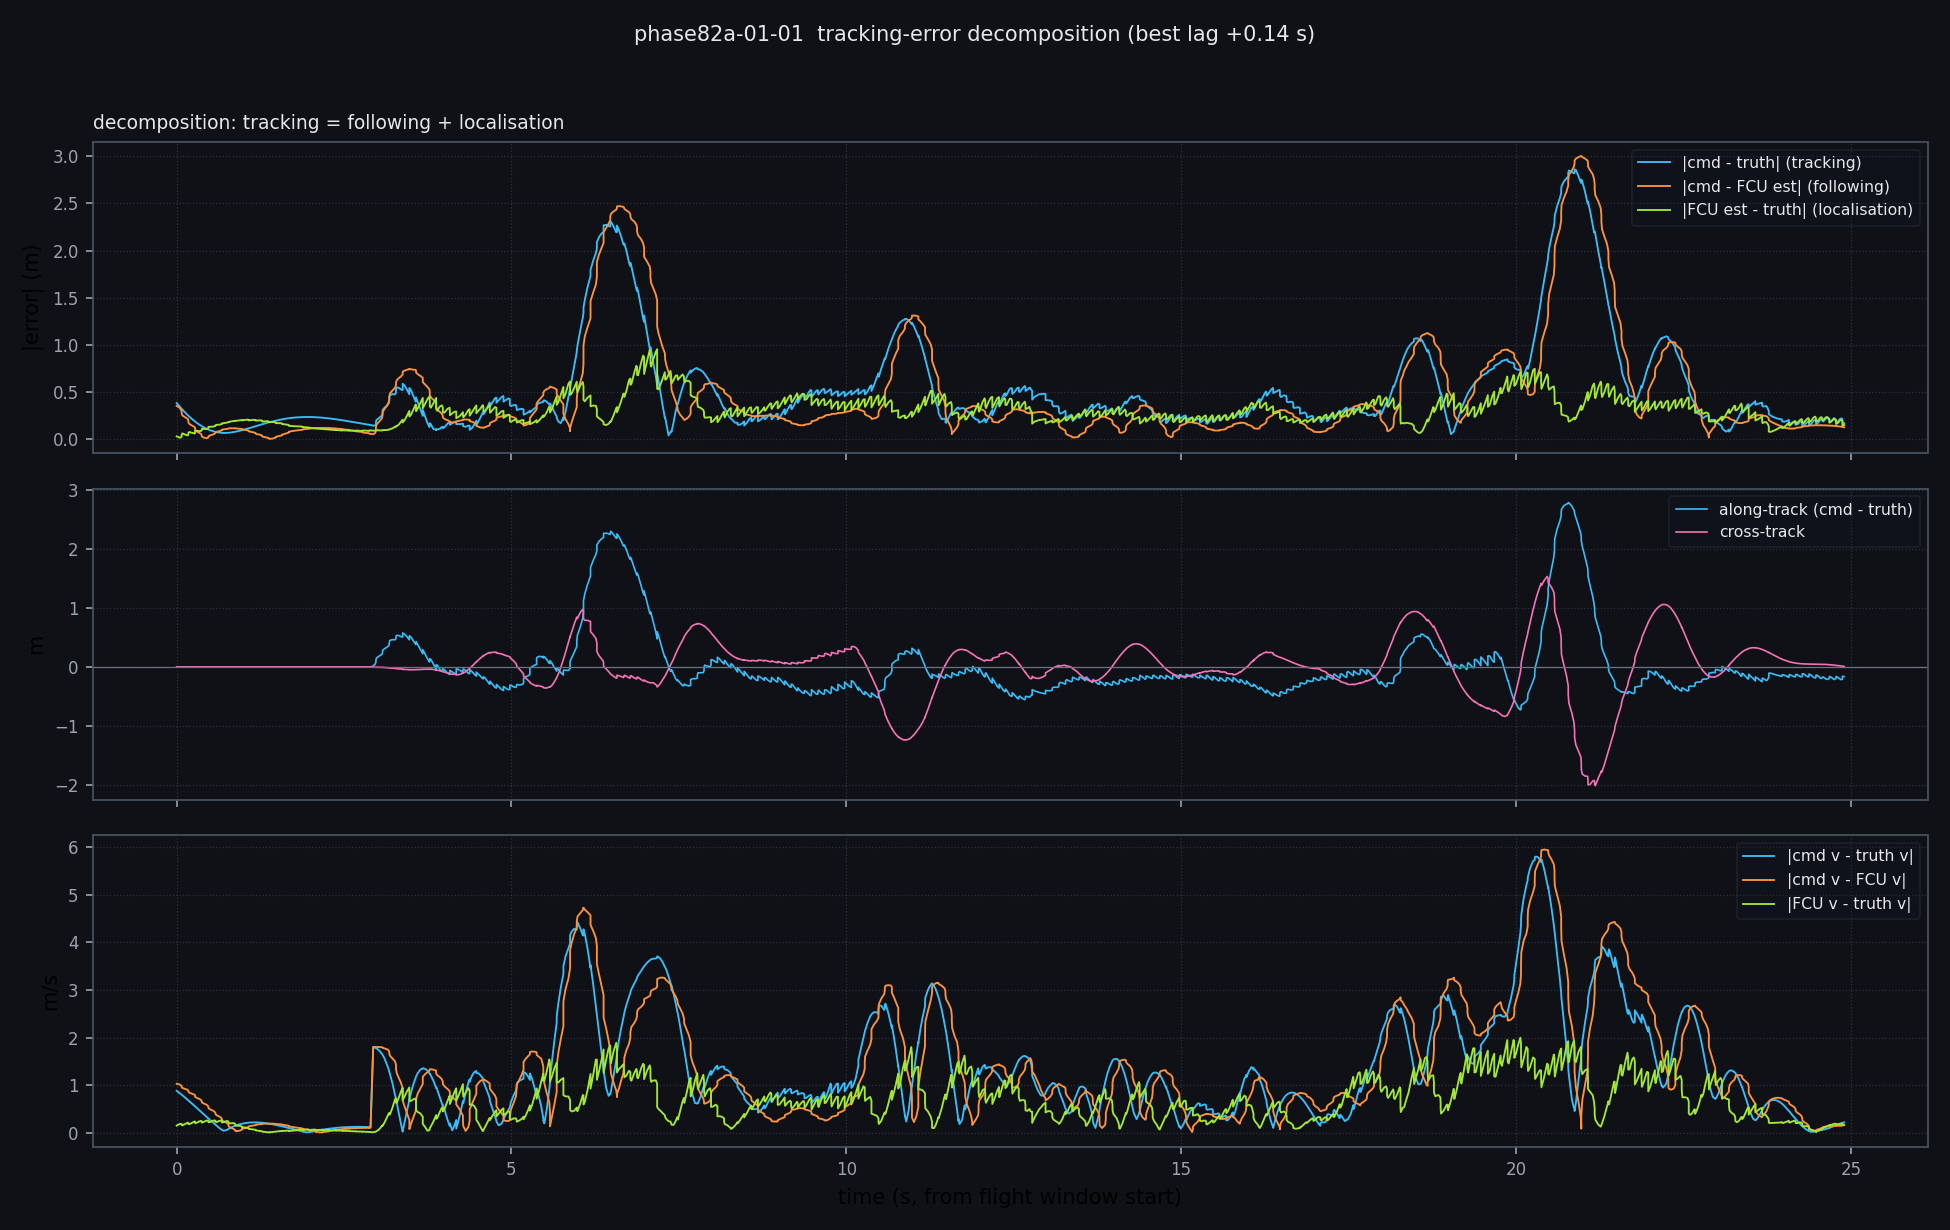 phase82a-01-01  tracking-error decomposition (best lag +0.14 s)
decomposition: tracking = following + localisation
|error| (m)
3.0
2.5
2.0
1.5
1.0
0.5
0.0
|cmd - truth| (tracking)
|cmd - FCU est| (following)
|FCU est - truth| (localisation)
m
3
2
1
0
−1
−2
along-track (cmd - truth)
cross-track
m/s
6
5
4
3
2
1
0
|cmd v - truth v|
|cmd v - FCU v|
|FCU v - truth v|
0 5 10 15 20 25
time (s, from flight window start)